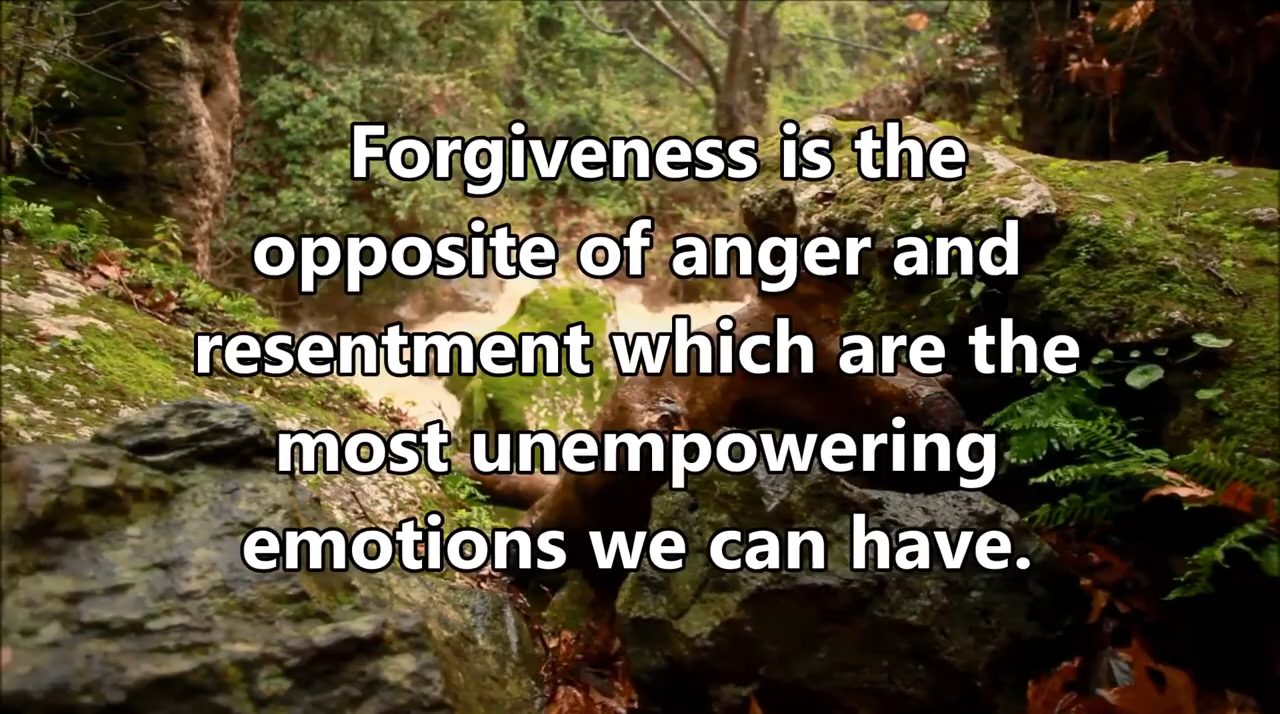 Forgiveness is the
opposite of anger and
resentment which are the
most unempowering
emotions we can have.